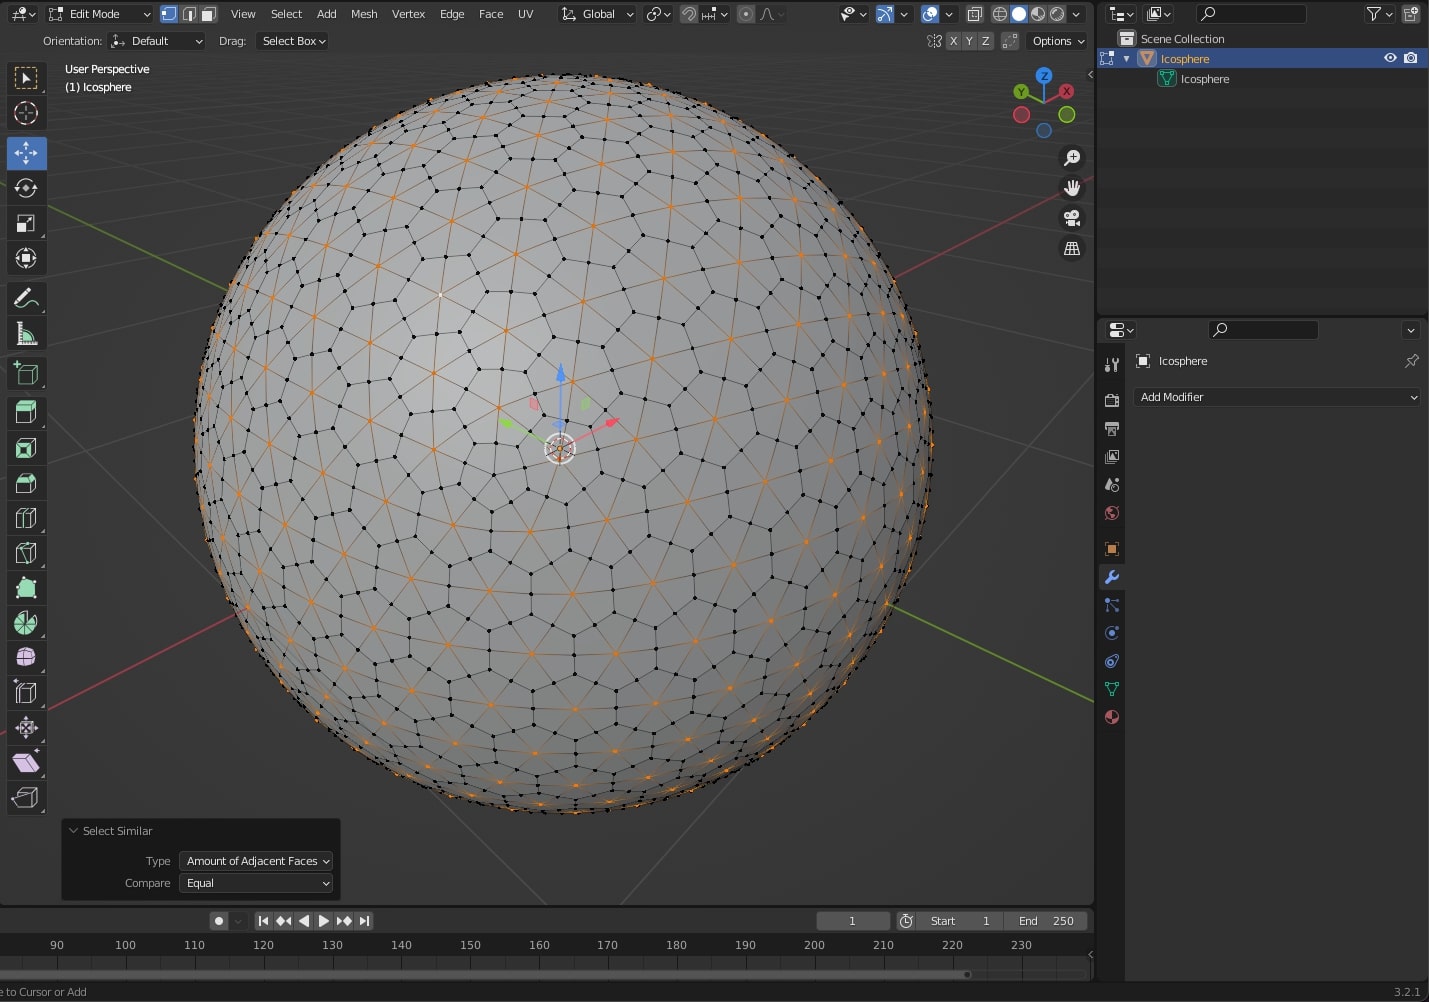 Edit Mode View Select Add Mesh Vertex Edge Face UV Global
Orientation: Default Drag: Select Box X Y Z Options
User Perspective
(1) Icosphere
Z
Y X
Scene Collection
Icosphere
Icosphere
Icosphere
Add Modifier
Select Similar
Type Amount of Adjacent Faces
Compare Equal
1 Start 1 End 250
90 100 110 120 130 140 150 160 170 180 190 200 210 220 230
e to Cursor or Add 3.2.1